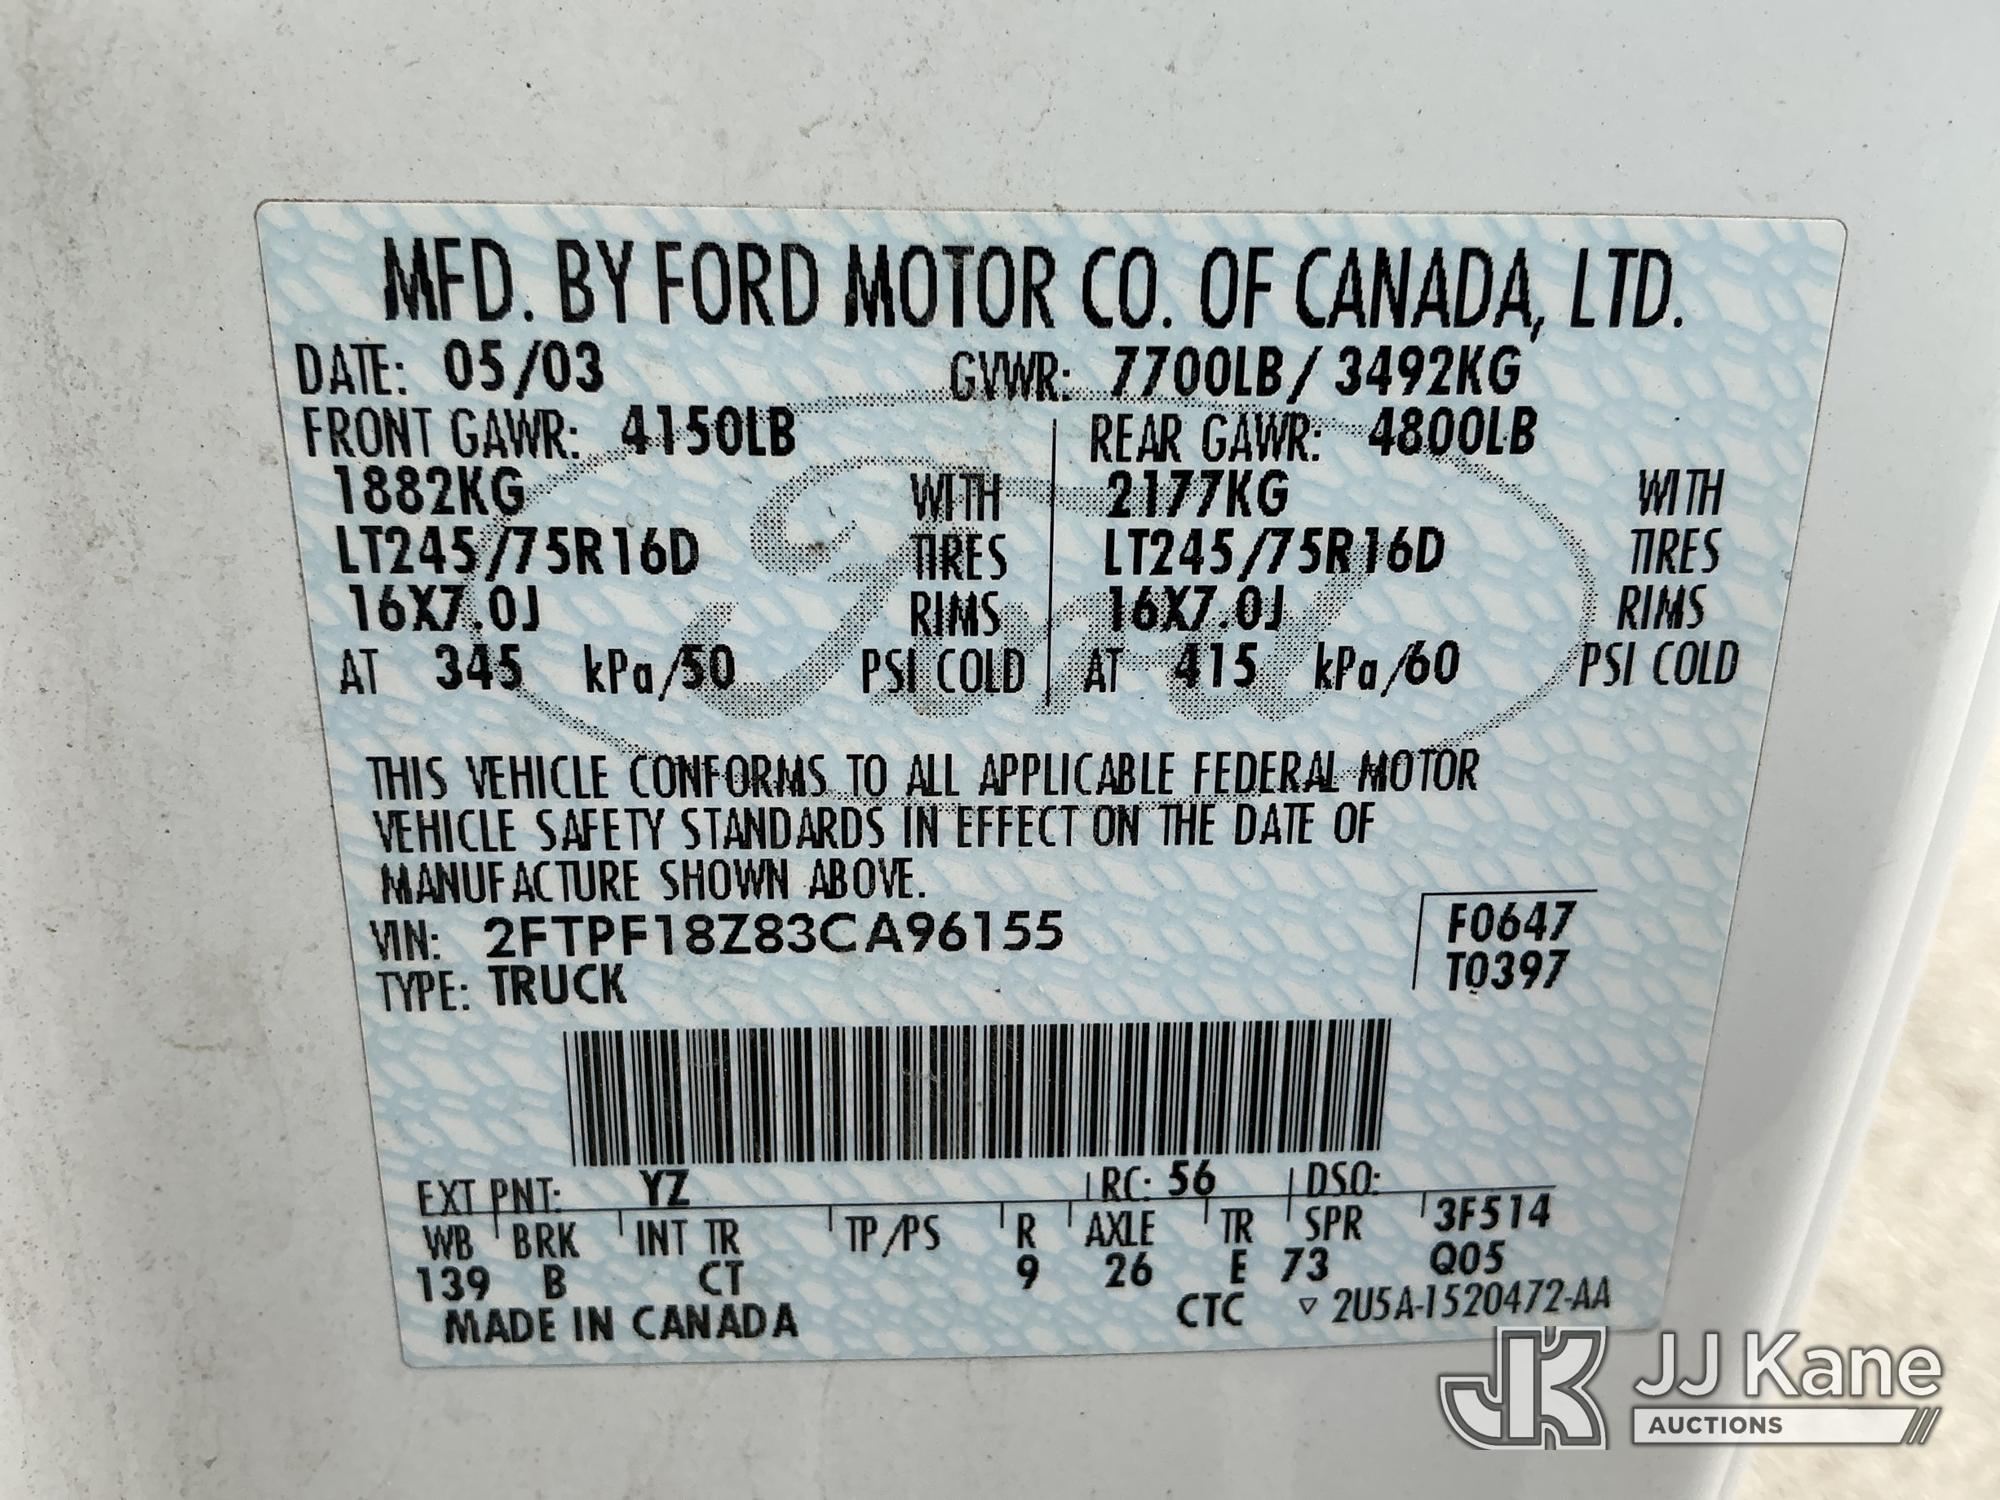 MFD. BY FORD MOTOR CO. OF CANADA, LTD.
DATE: 05/03 GVWR: 7700LB / 3492KG
FRONT GAWR: 4150LB REAR GAWR: 4800LB
1882KG WITH 2177KG WITH
LT245/75R16D TIRES LT245/75R16D TIRES
16X7.0J RIMS 16X7.0J RIMS
AT 345 kPa/50 PSI COLD AT 415 kPa/60 PSI COLD
Ford
THIS VEHICLE CONFORMS TO ALL APPLICABLE FEDERAL MOTOR
VEHICLE SAFETY STANDARDS IN EFFECT ON THE DATE OF
MANUFACTURE SHOWN ABOVE.
VIN: 2FTPF18Z83CA96155 F0647
TYPE: TRUCK T0397
EXT PNT: YZ RC: 56 DSO:
WB BRK INT TR TP/PS R AXLE TR SPR 3F514
139 B CT 9 26 E 73 Q05
MADE IN CANADA CTC ▽ 2U5A-1520472-AA
JK JJ Kane
AUCTIONS